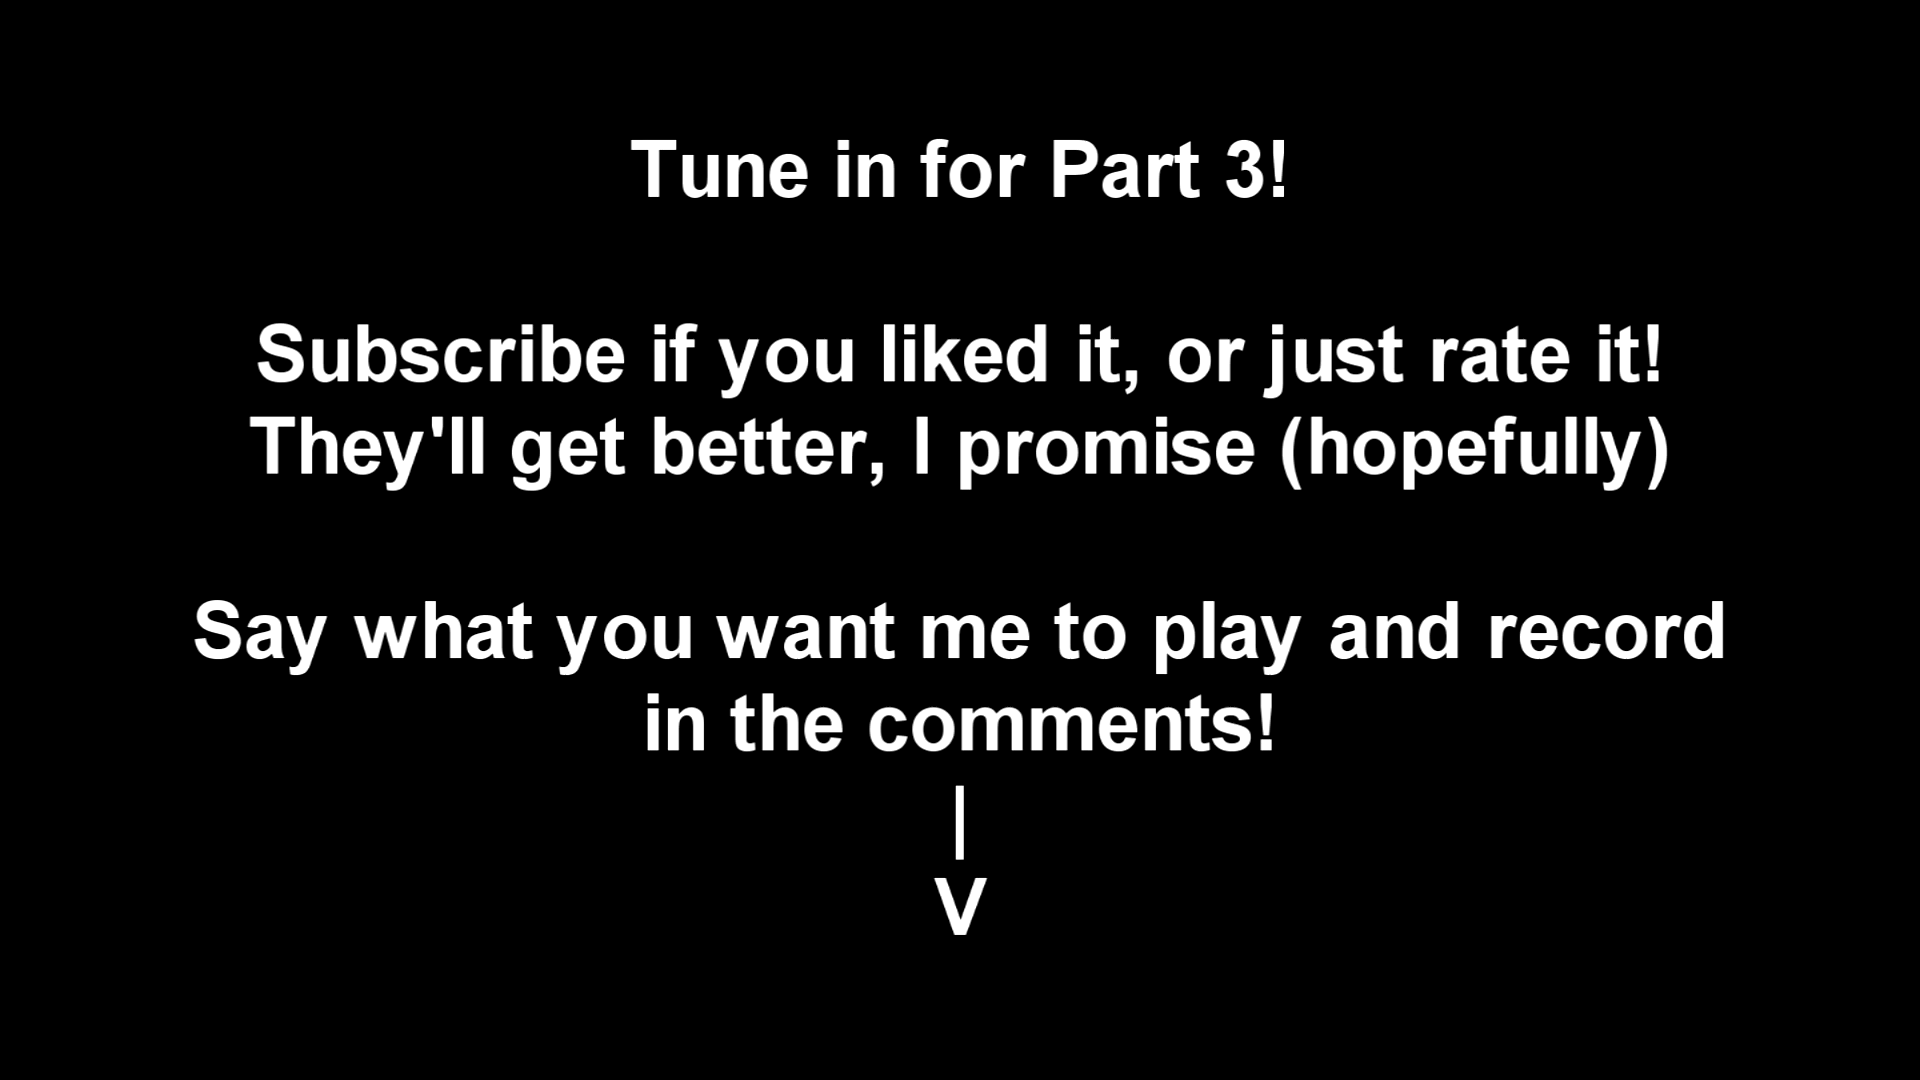 Tune in for Part 3!
Subscribe if you liked it, or just rate it!
They'll get better, I promise (hopefully)
Say what you want me to play and record
in the comments!
|
V